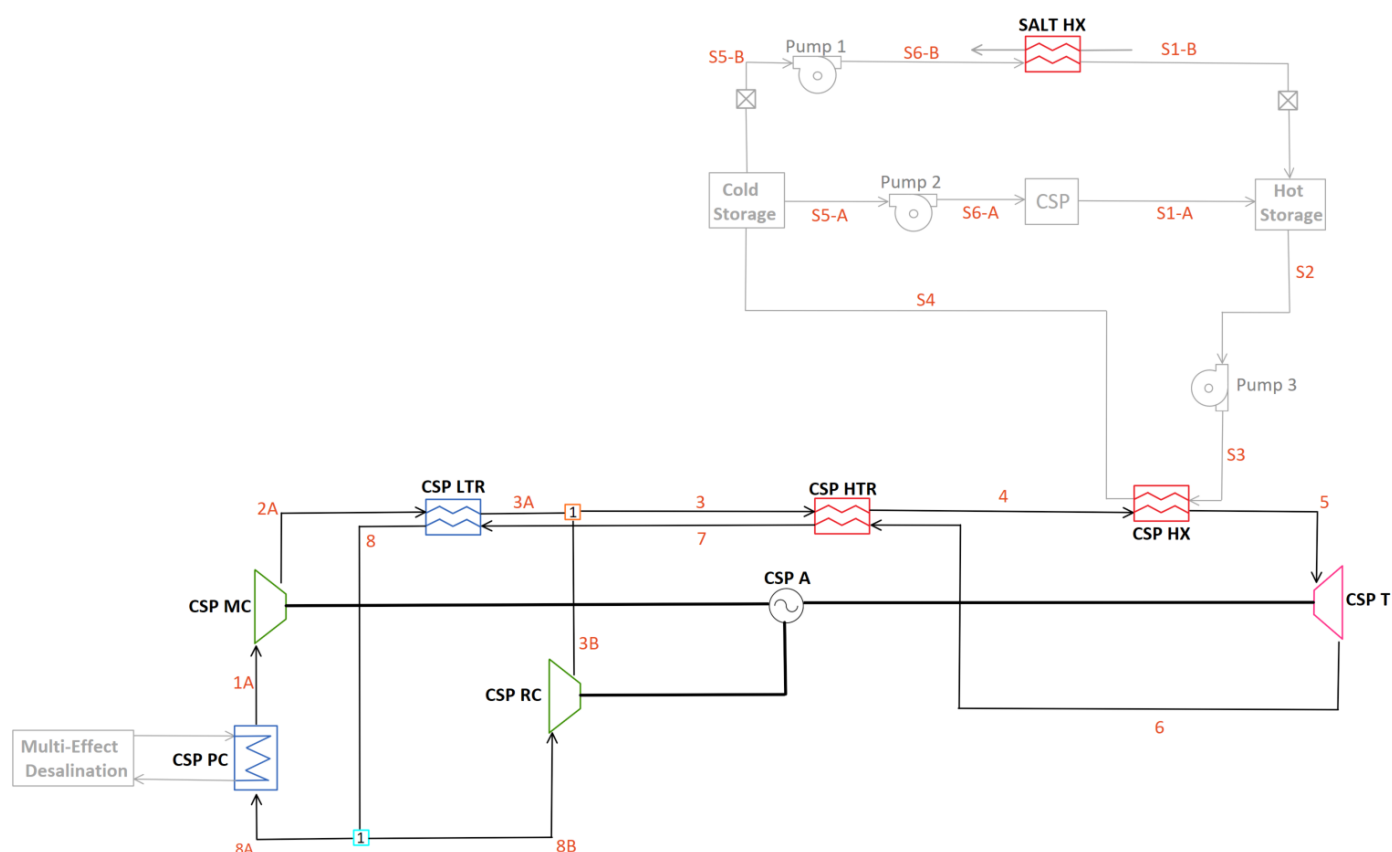 SALT HX
Pump 1
S5-B
S6-B
S1-B
Cold
Storage
Pump 2
CSP
Hot
Storage
S5-A
S6-A
S1-A
S2
S4
Pump 3
S3
CSP LTR
CSP HTR
2A
3A
1
3
4
5
8
7
CSP HX
CSP MC
CSP A
CSP T
3B
1A
CSP RC
6
Multi-Effect
Desalination
CSP PC
1
8A
8B